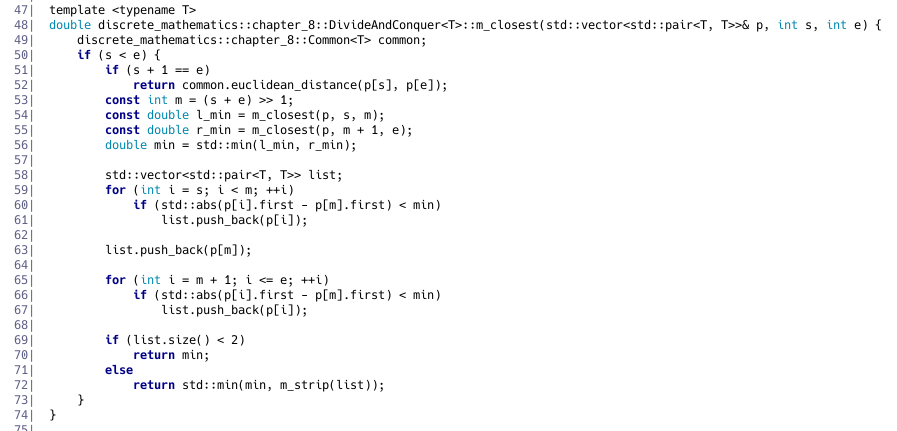 47| template <typename T>
48| double discrete_mathematics::chapter_8::DivideAndConquer<T>::m_closest(std::vector<std::pair<T, T>>& p, int s, int e) {
49|     discrete_mathematics::chapter_8::Common<T> common;
50|     if (s < e) {
51|         if (s + 1 == e)
52|             return common.euclidean_distance(p[s], p[e]);
53|         const int m = (s + e) >> 1;
54|         const double l_min = m_closest(p, s, m);
55|         const double r_min = m_closest(p, m + 1, e);
56|         double min = std::min(l_min, r_min);
57|
58|         std::vector<std::pair<T, T>> list;
59|         for (int i = s; i < m; ++i)
60|             if (std::abs(p[i].first - p[m].first) < min)
61|                 list.push_back(p[i]);
62|
63|         list.push_back(p[m]);
64|
65|         for (int i = m + 1; i <= e; ++i)
66|             if (std::abs(p[i].first - p[m].first) < min)
67|                 list.push_back(p[i]);
68|
69|         if (list.size() < 2)
70|             return min;
71|         else
72|             return std::min(min, m_strip(list));
73|     }
74| }
75|